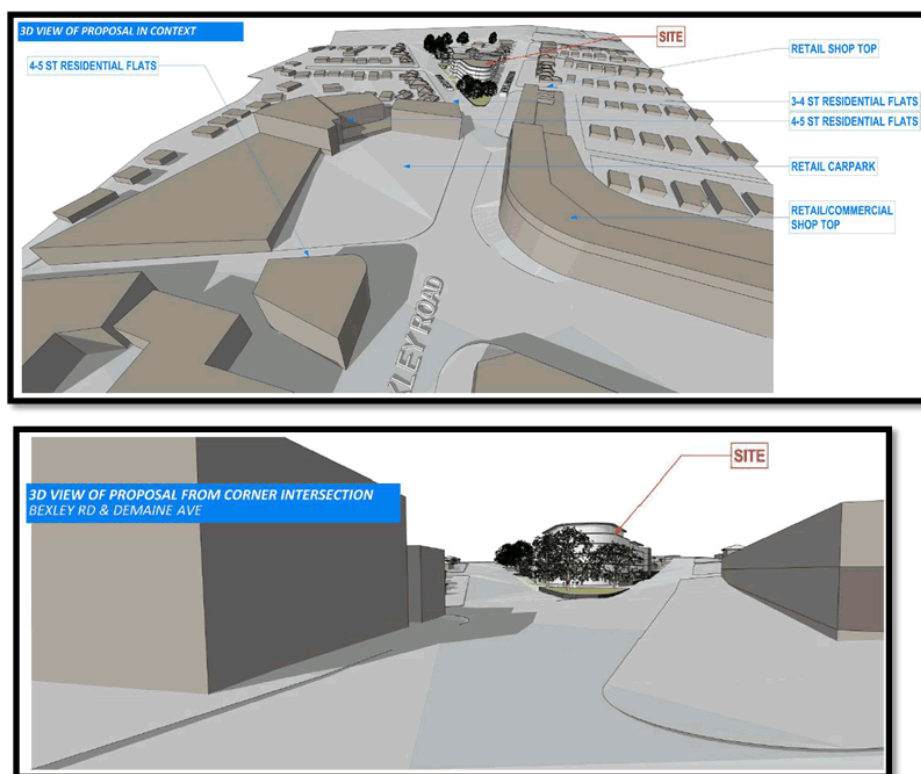 3D VIEW OF PROPOSAL IN CONTEXT
SITE
RETAIL SHOP TOP
4-5 ST RESIDENTIAL FLATS
3-4 ST RESIDENTIAL FLATS
4-5 ST RESIDENTIAL FLATS
RETAIL CARPARK
RETAIL/COMMERCIAL
SHOP TOP
XLEY ROAD
3D VIEW OF PROPOSAL FROM CORNER INTERSECTION
BEXLEY RD & DEMAINE AVE
SITE